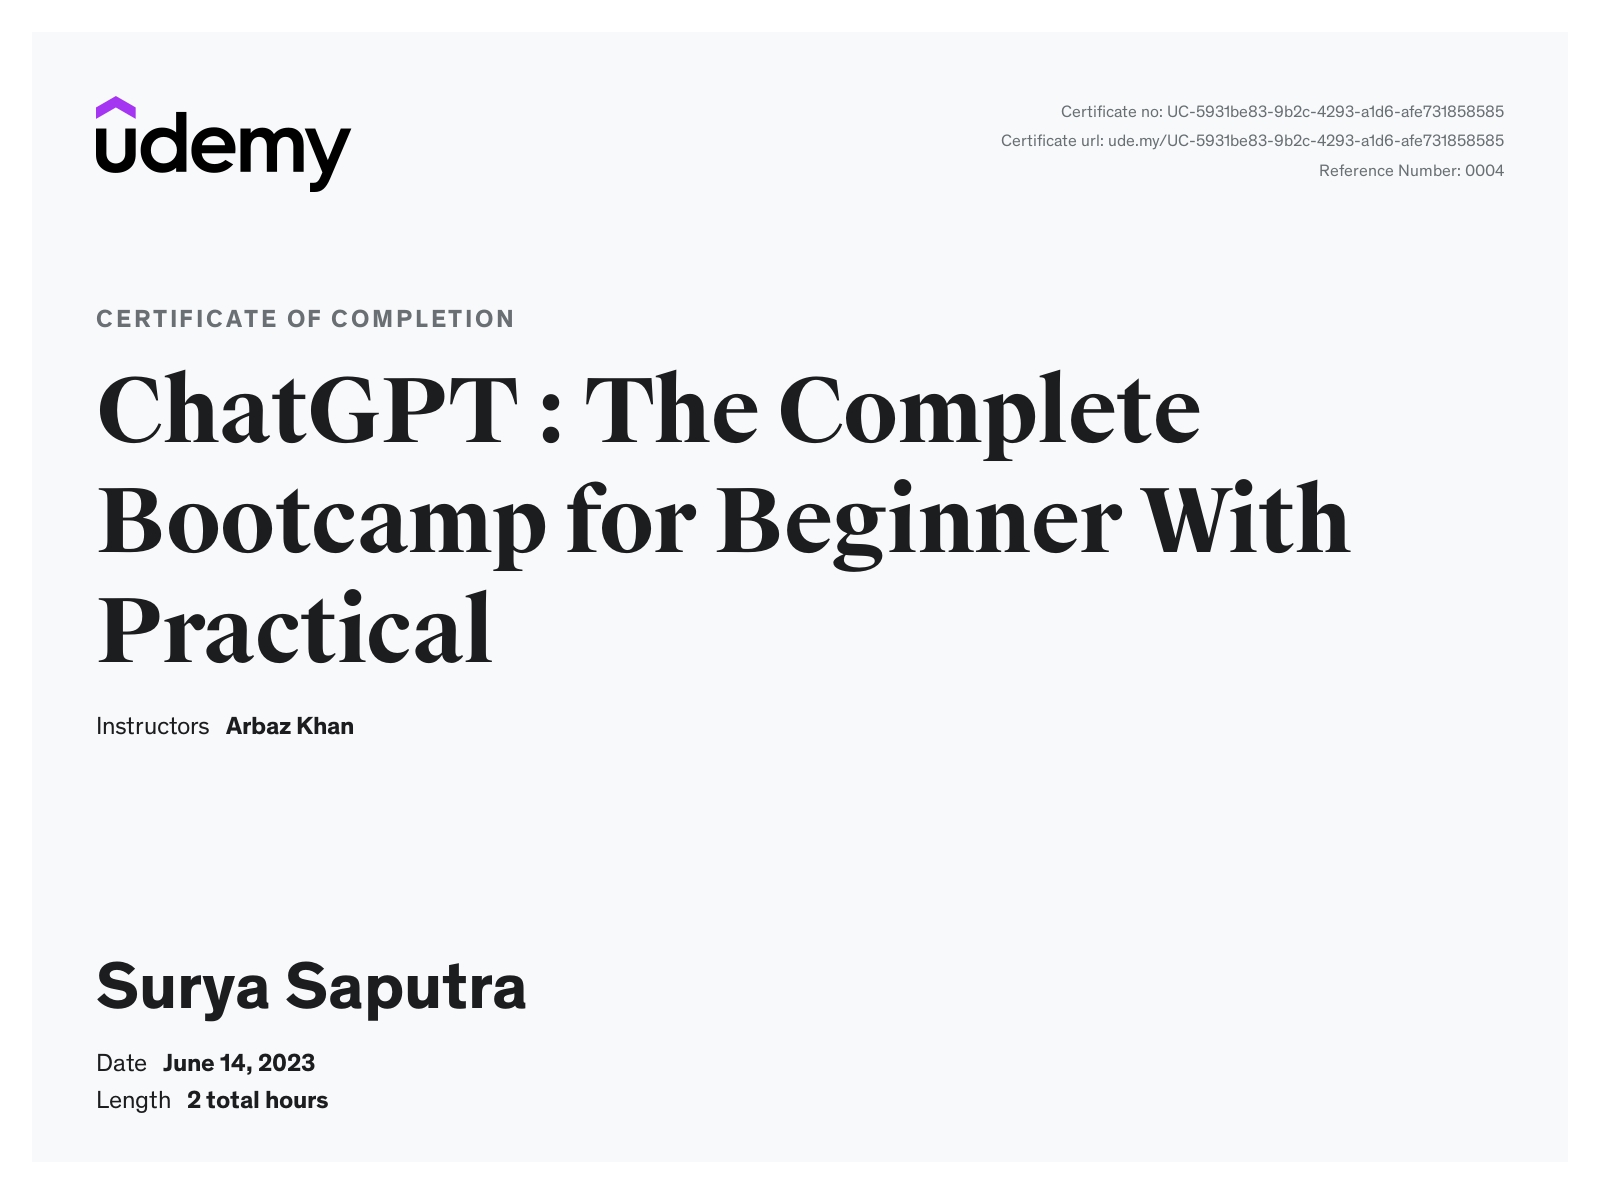 udemy
Certificate no: UC-5931be83-9b2c-4293-a1d6-afe731858585
Certificate url: ude.my/UC-5931be83-9b2c-4293-a1d6-afe731858585
Reference Number: 0004
CERTIFICATE OF COMPLETION
ChatGPT : The Complete
Bootcamp for Beginner With
Practical
Instructors Arbaz Khan
Surya Saputra
Date June 14, 2023
Length 2 total hours